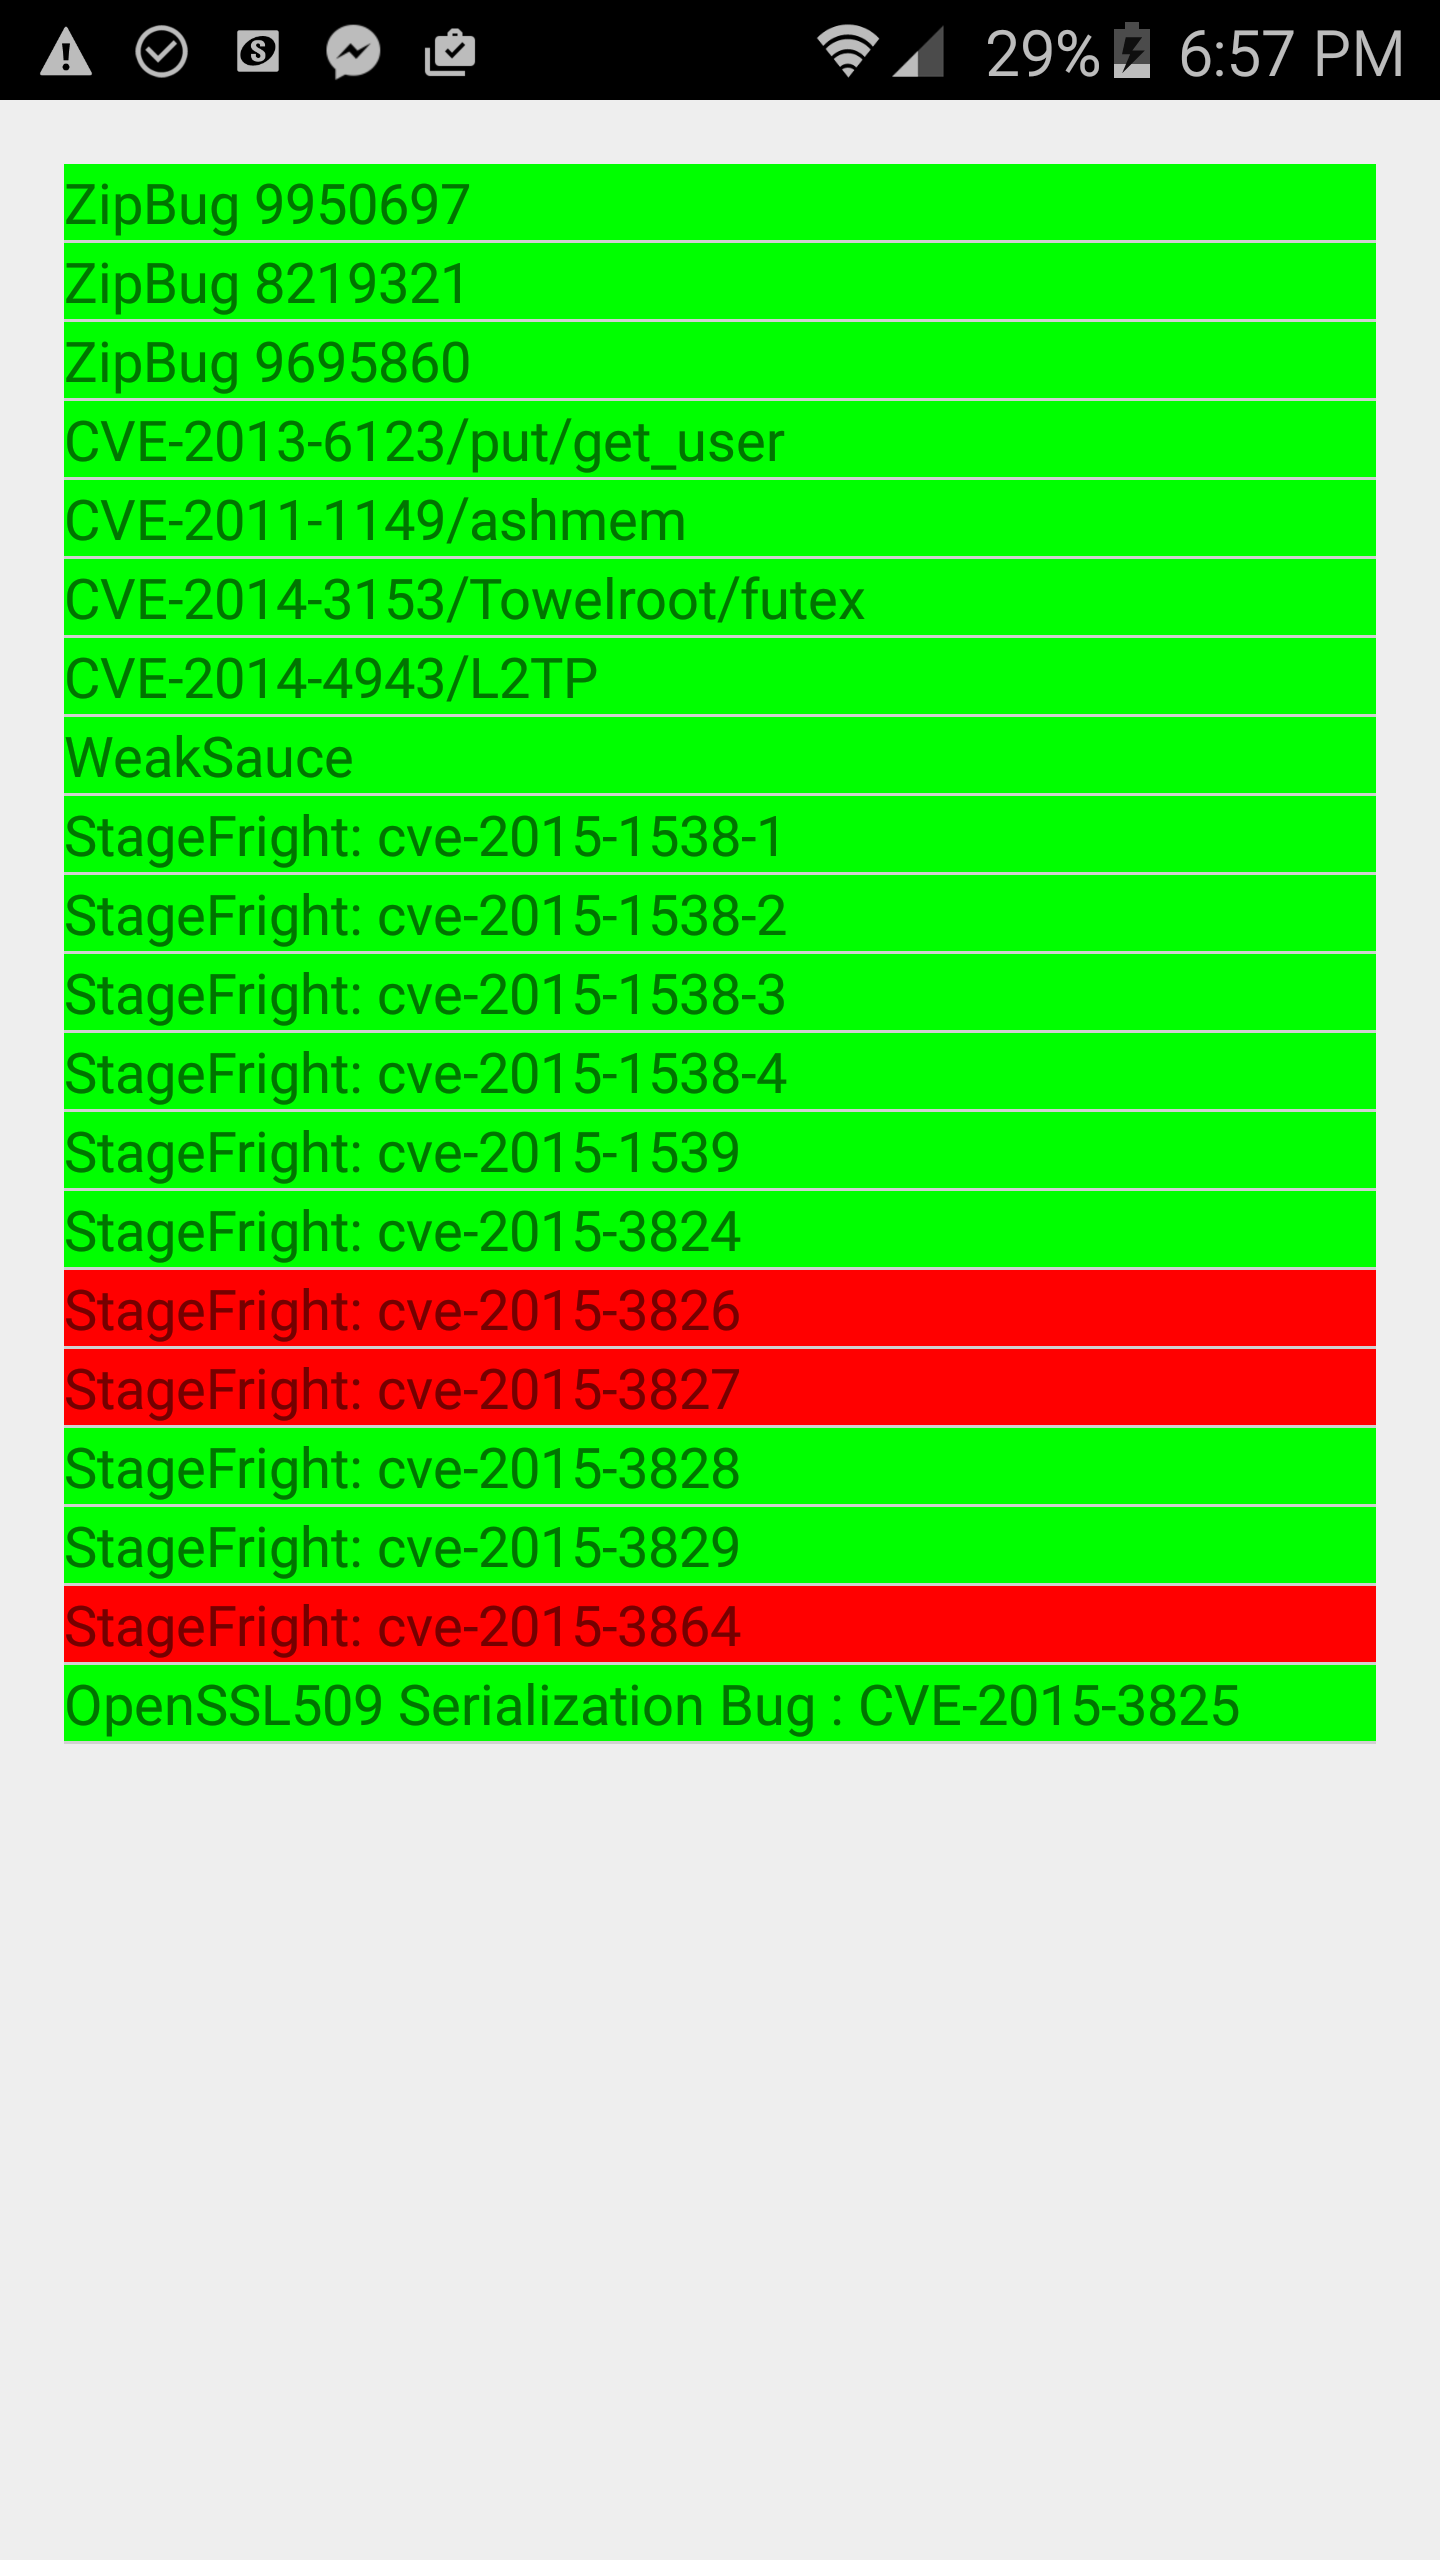 29% 6:57 PM
ZipBug 9950697
ZipBug 8219321
ZipBug 9695860
CVE-2013-6123/put/get_user
CVE-2011-1149/ashmem
CVE-2014-3153/Towelroot/futex
CVE-2014-4943/L2TP
WeakSauce
StageFright: cve-2015-1538-1
StageFright: cve-2015-1538-2
StageFright: cve-2015-1538-3
StageFright: cve-2015-1538-4
StageFright: cve-2015-1539
StageFright: cve-2015-3824
StageFright: cve-2015-3826
StageFright: cve-2015-3827
StageFright: cve-2015-3828
StageFright: cve-2015-3829
StageFright: cve-2015-3864
OpenSSL509 Serialization Bug : CVE-2015-3825